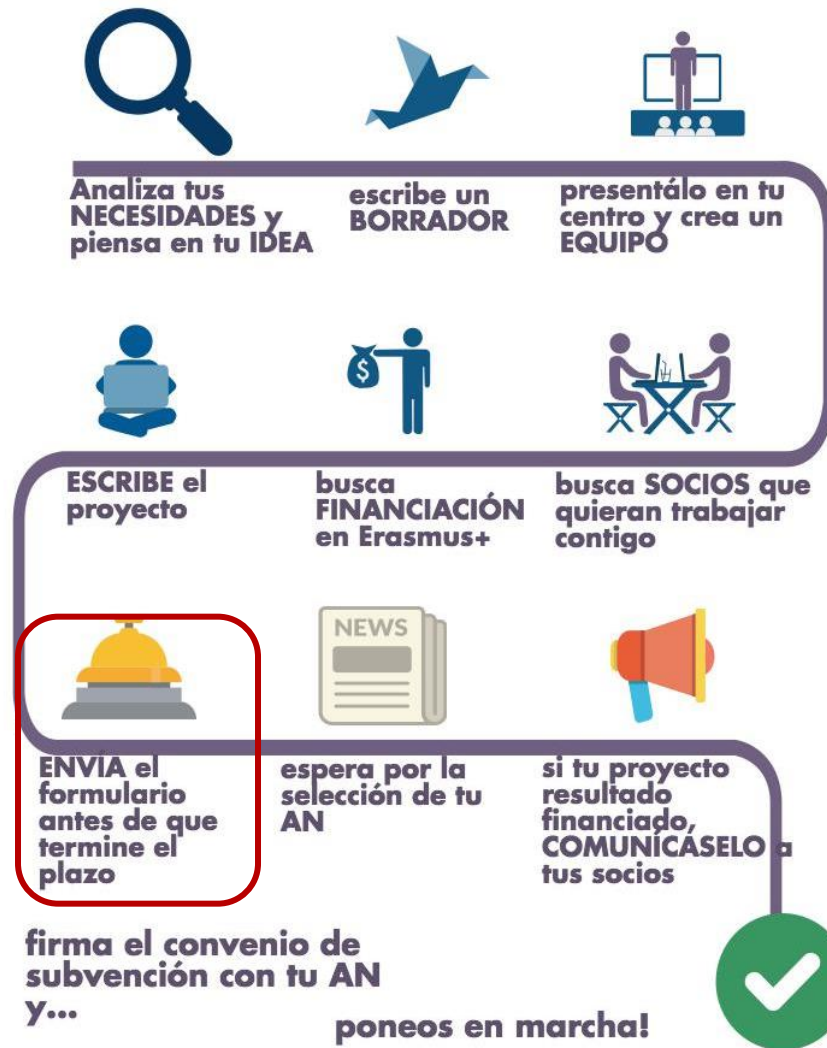 Analiza tus
NECESIDADES y
piensa en tu IDEA
escribe un
BORRADOR
presentálo en tu
centro y crea un
EQUIPO
$
ESCRIBE el
proyecto
busca
FINANCIACIÓN
en Erasmus+
busca SOCIOS que
quieran trabajar
contigo
NEWS
ENVÍA el
formulario
antes de que
termine el
plazo
espera por la
selección de tu
AN
si tu proyecto
resultado
financiado,
COMUNÍCASELO a
tus socios
firma el convenio de
subvención con tu AN
y...
poneos en marcha!